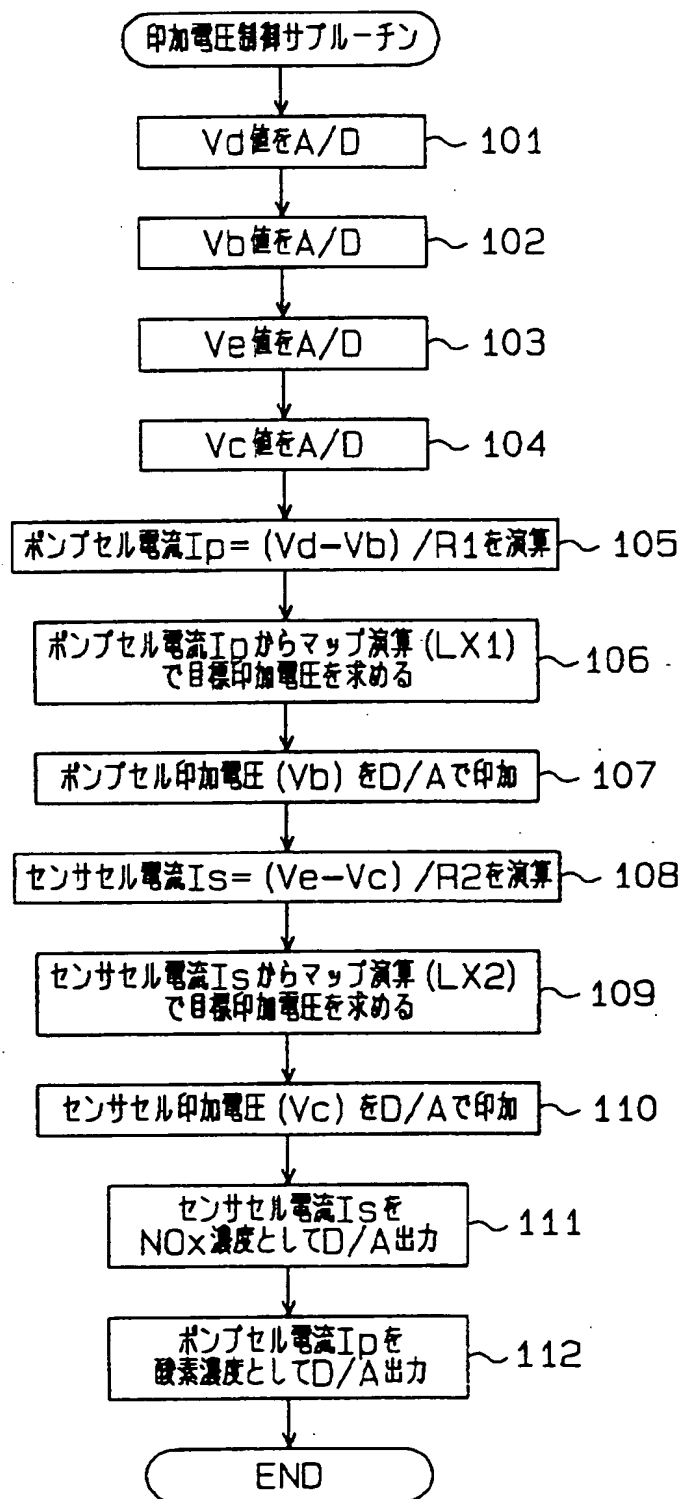 印加電圧制御サブルーチン
Vd値をA/D
101
Vb値をA/D
102
Ve値をA/D
103
Vc値をA/D
104
ポンプセル電流Ip=(Vd-Vb)/R1を演算
105
ポンプセル電流Ipからマップ演算(LX1)
で目標印加電圧を求める
106
ポンプセル印加電圧(Vb)をD/Aで印加
107
センサセル電流Is=(Ve-Vc)/R2を演算
108
センサセル電流Isからマップ演算(LX2)
で目標印加電圧を求める
109
センサセル印加電圧(Vc)をD/Aで印加
110
センサセル電流Isを
NOx濃度としてD/A出力
111
ポンプセル電流Ipを
酸素濃度としてD/A出力
112
END